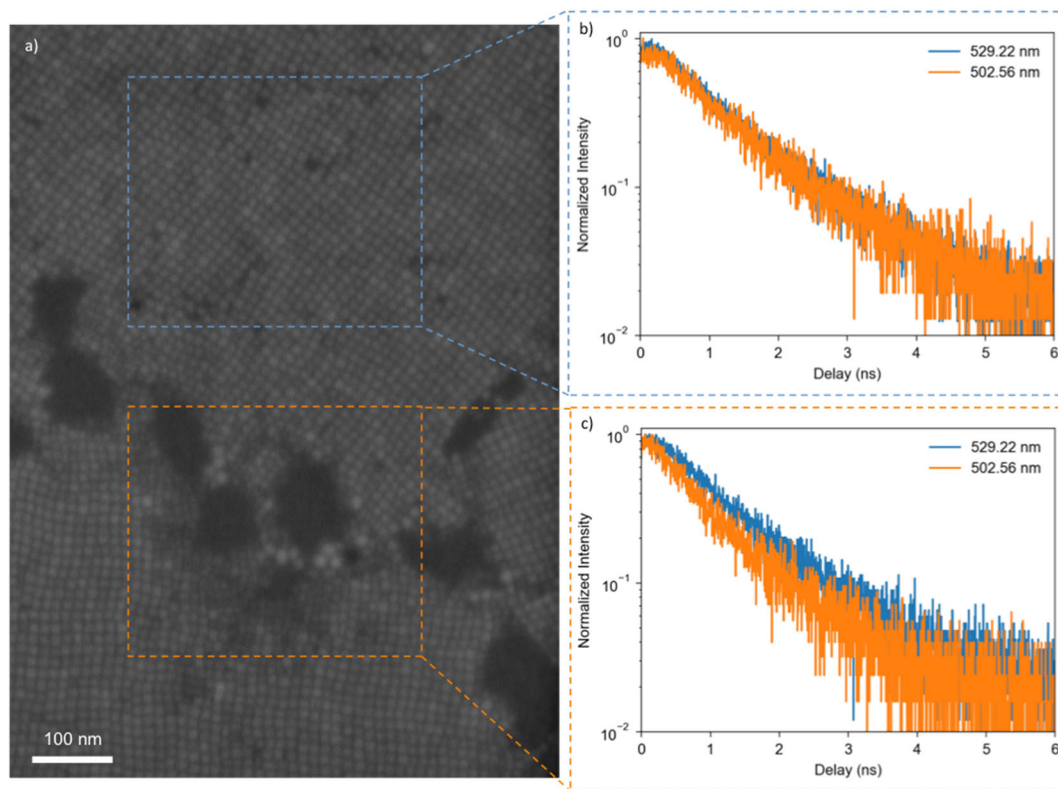 a)
100 nm
b)
Normalized Intensity
10⁰
10⁻¹
10⁻²
529.22 nm
502.56 nm
0 1 2 3 4 5 6
Delay (ns)
c)
Normalized Intensity
10⁰
10⁻¹
10⁻²
529.22 nm
502.56 nm
0 1 2 3 4 5 6
Delay (ns)